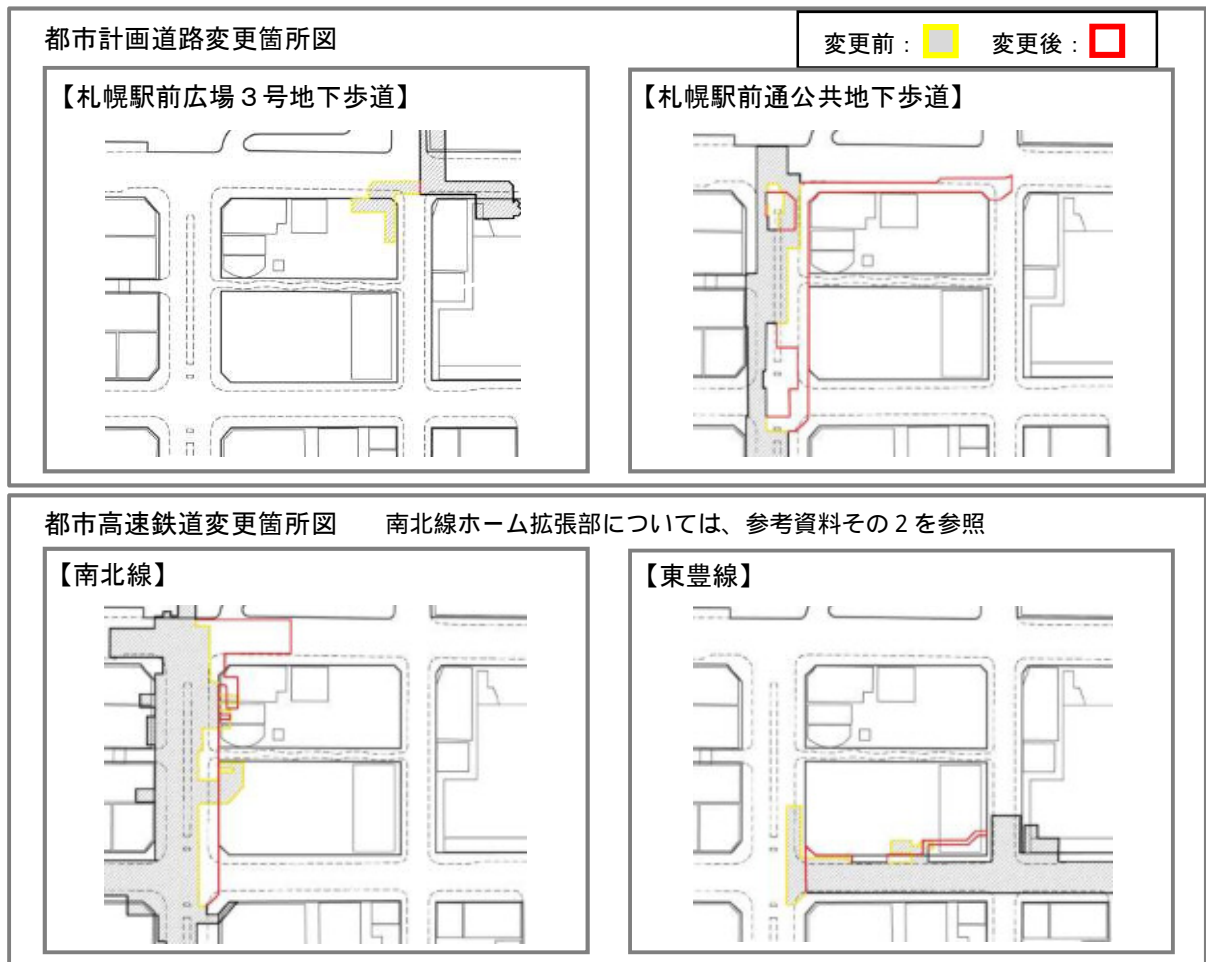 都市計画道路変更箇所図
変更前： 変更後：
【札幌駅前広場３号地下歩道】
【札幌駅前通公共地下歩道】
都市高速鉄道変更箇所図 南北線ホーム拡張部については、参考資料その２を参照
【南北線】
【東豊線】